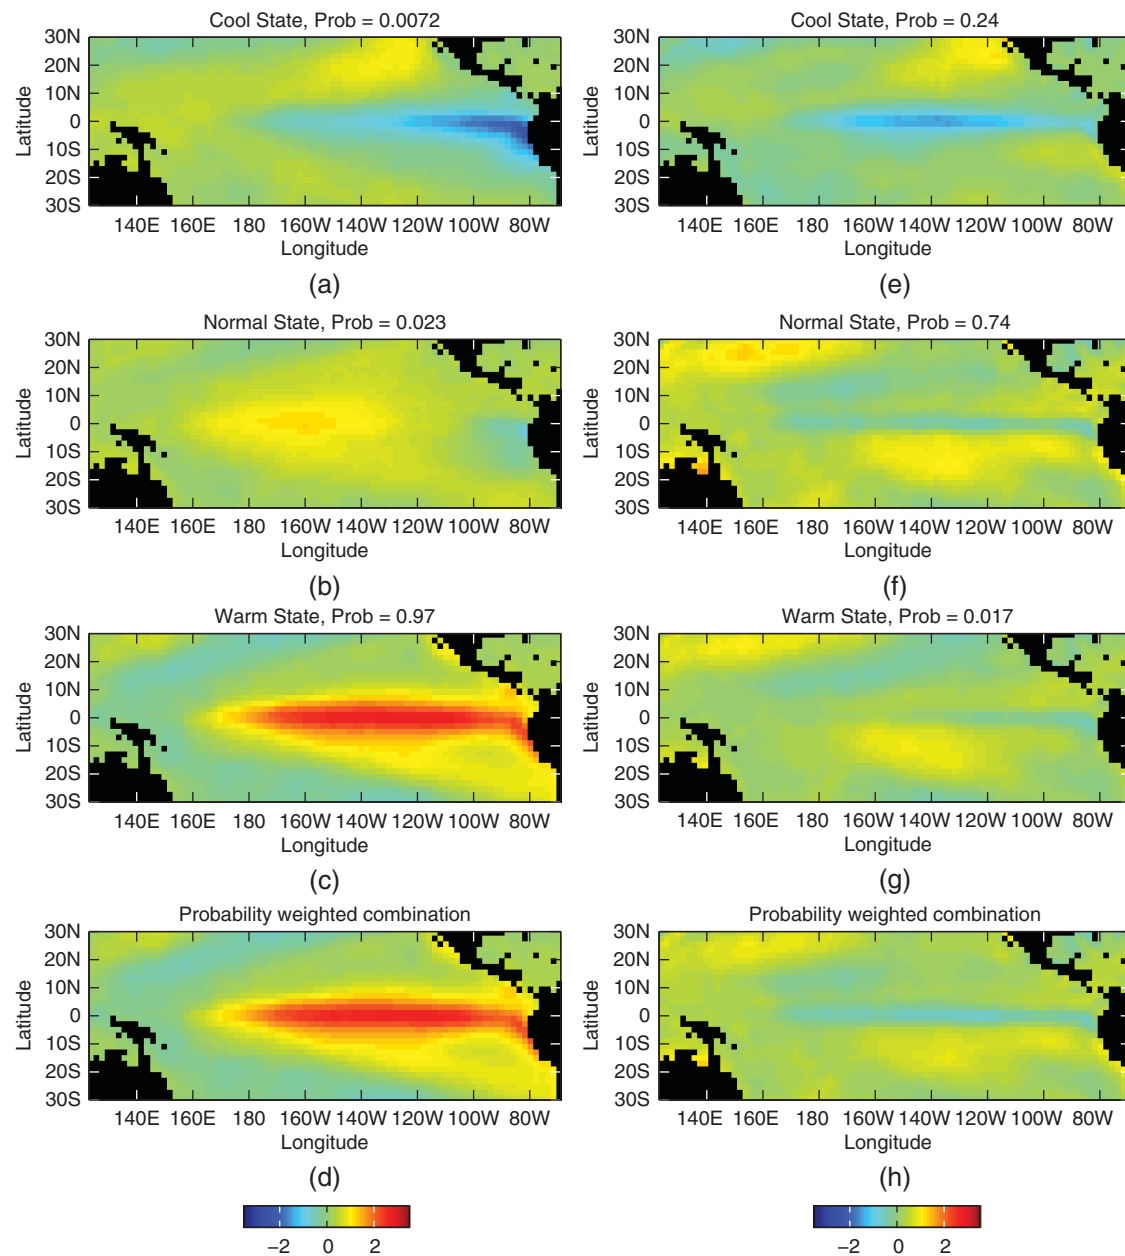 Cool State, Prob = 0.0072
30N
20N
10N
0
10S
20S
30S
Latitude
140E 160E 180 160W 140W 120W 100W 80W
Longitude
(a)
Cool State, Prob = 0.24
30N
20N
10N
0
10S
20S
30S
Latitude
140E 160E 180 160W 140W 120W 100W 80W
Longitude
(e)
Normal State, Prob = 0.023
30N
20N
10N
0
10S
20S
30S
Latitude
140E 160E 180 160W 140W 120W 100W 80W
Longitude
(b)
Normal State, Prob = 0.74
30N
20N
10N
0
10S
20S
30S
Latitude
140E 160E 180 160W 140W 120W 100W 80W
Longitude
(f)
Warm State, Prob = 0.97
30N
20N
10N
0
10S
20S
30S
Latitude
140E 160E 180 160W 140W 120W 100W 80W
Longitude
(c)
Warm State, Prob = 0.017
30N
20N
10N
0
10S
20S
30S
Latitude
140E 160E 180 160W 140W 120W 100W 80W
Longitude
(g)
Probability weighted combination
30N
20N
10N
0
10S
20S
30S
Latitude
140E 160E 180 160W 140W 120W 100W 80W
Longitude
(d)
Probability weighted combination
30N
20N
10N
0
10S
20S
30S
Latitude
140E 160E 180 160W 140W 120W 100W 80W
Longitude
(h)
−2 0 2
−2 0 2